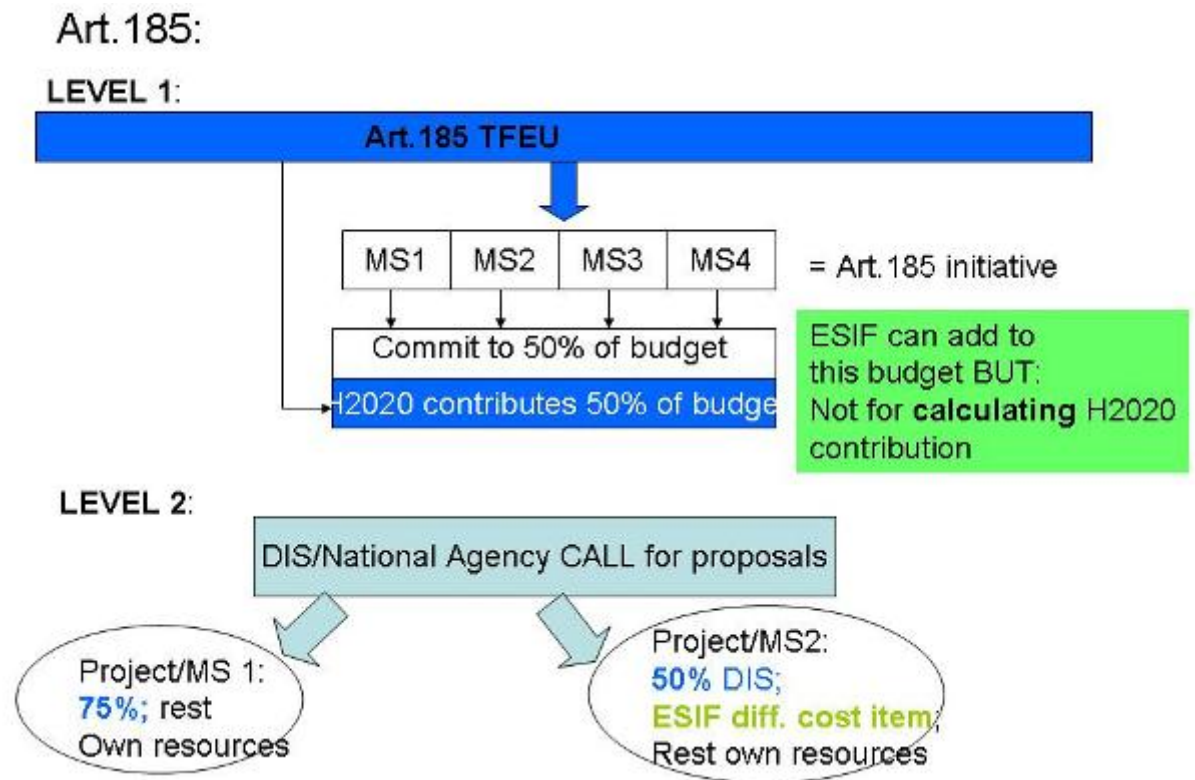 Art.185:
LEVEL 1:
Art.185 TFEU
MS1 MS2 MS3 MS4
= Art.185 initiative
Commit to 50% of budget
H2020 contributes 50% of budge
ESIF can add to
this budget BUT:
Not for calculating H2020
contribution
LEVEL 2:
DIS/National Agency CALL for proposals
Project/MS 1:
75%; rest
Own resources
Project/MS2:
50% DIS;
ESIF diff. cost item;
Rest own resources